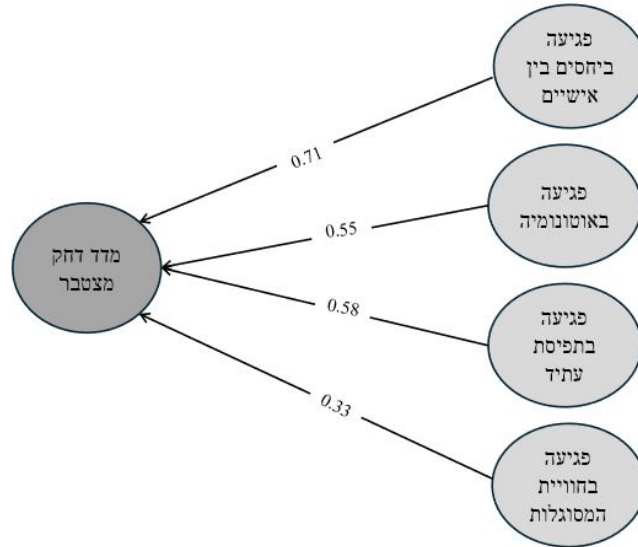 פגיעה
ביחסים בין
אישיים
0.71
פגיעה
באוטונומיה
0.55
מדד דחק
מצטבר
0.58
פגיעה
בתפיסת
עתיד
0.33
פגיעה
בחוויית
המסוגלות